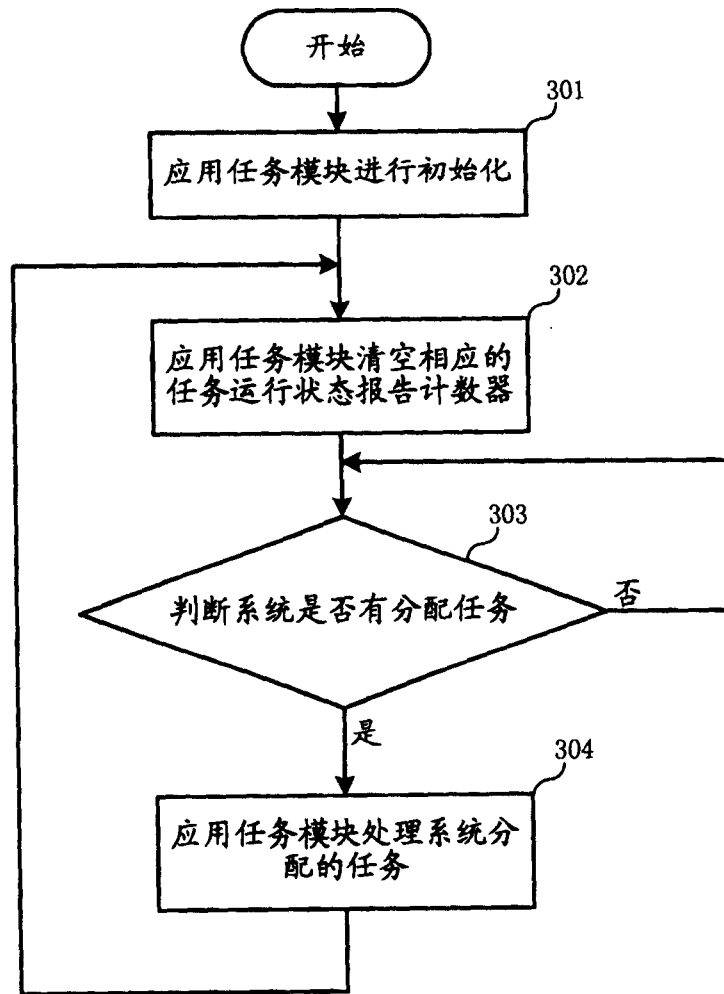 开始
301
应用任务模块进行初始化
302
应用任务模块清空相应的
任务运行状态报告计数器
303
判断系统是否有分配任务
否
是
304
应用任务模块处理系统分
配的任务